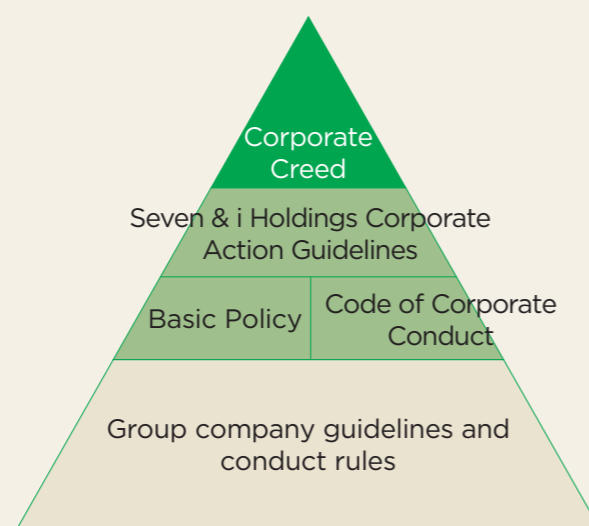 Corporate
Creed
Seven & i Holdings Corporate
Action Guidelines
Basic Policy
Code of Corporate
Conduct
Group company guidelines and
conduct rules